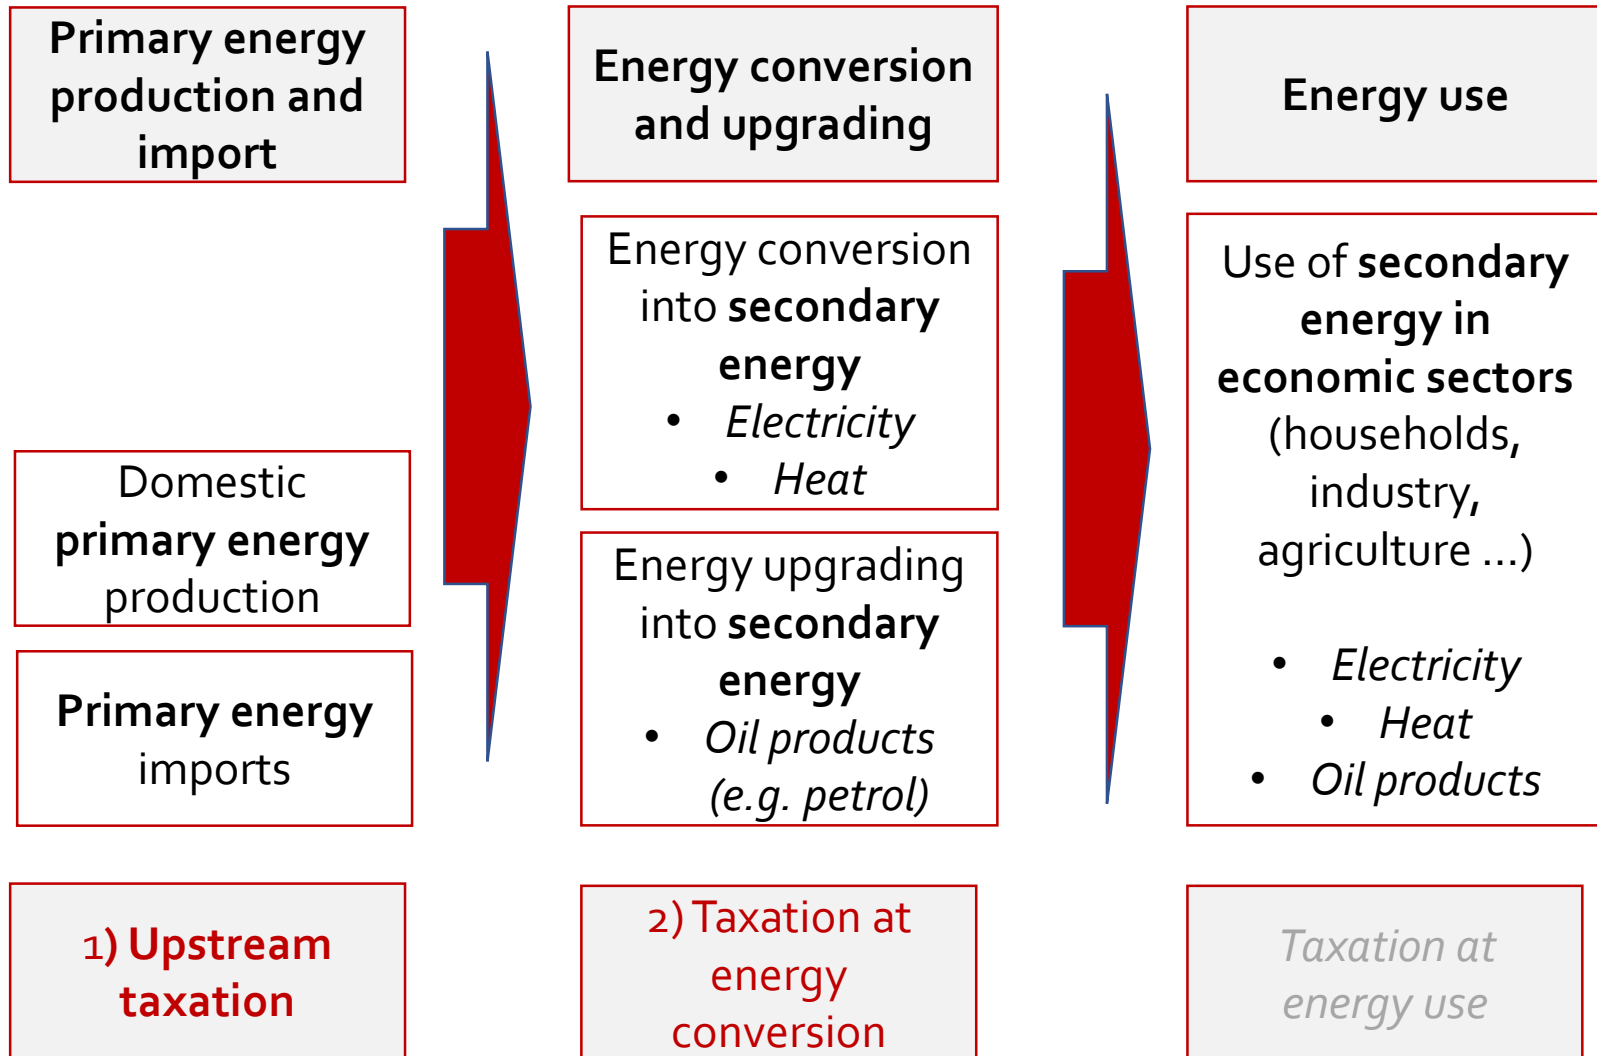 Primary energy
production and
import
Energy conversion
and upgrading
Energy use
Domestic
primary energy
production
Primary energy
imports
Energy conversion
into secondary
energy
• Electricity
• Heat
Energy upgrading
into secondary
energy
• Oil products
(e.g. petrol)
Use of secondary
energy in
economic sectors
(households,
industry,
agriculture ...)
• Electricity
• Heat
• Oil products
1) Upstream
taxation
2) Taxation at
energy
conversion
Taxation at
energy use